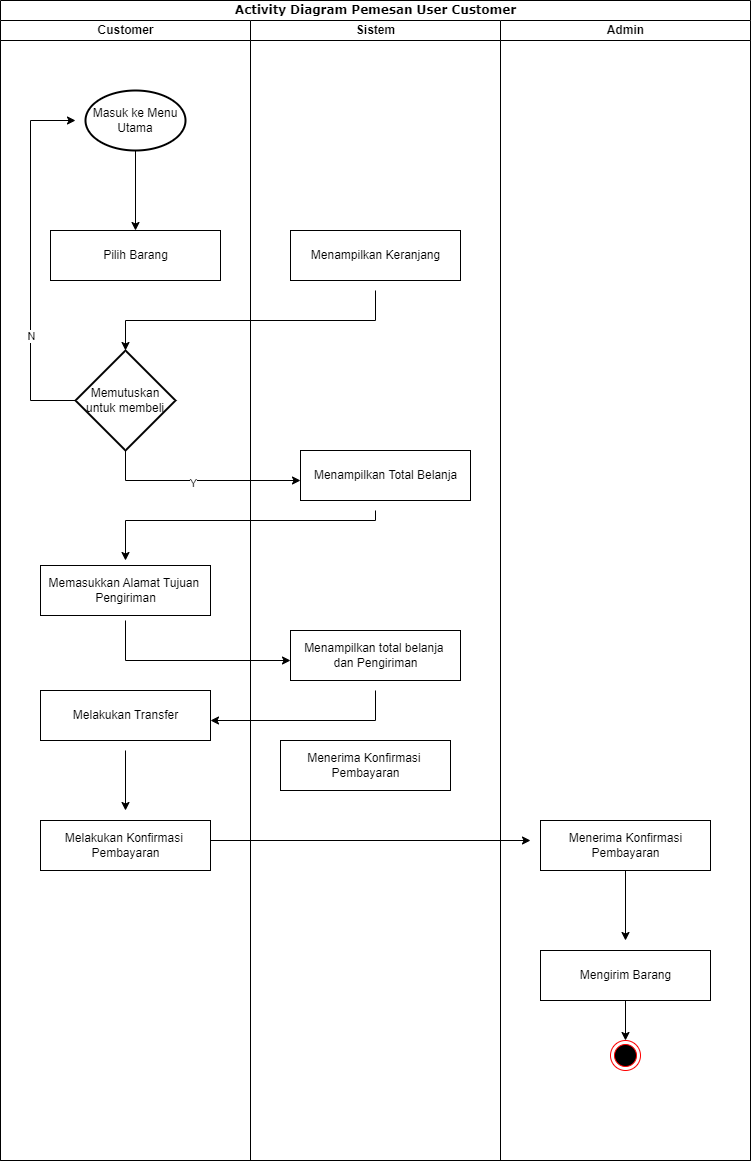 Activity Diagram Pemesan User Customer
Customer
Sistem
Admin
Masuk ke Menu
Utama
Pilih Barang
Menampilkan Keranjang
N
Memutuskan
untuk membeli
Y
Menampilkan Total Belanja
Memasukkan Alamat Tujuan
Pengiriman
Menampilkan total belanja
dan Pengiriman
Melakukan Transfer
Menerima Konfirmasi
Pembayaran
Melakukan Konfirmasi
Pembayaran
Menerima Konfirmasi
Pembayaran
Mengirim Barang